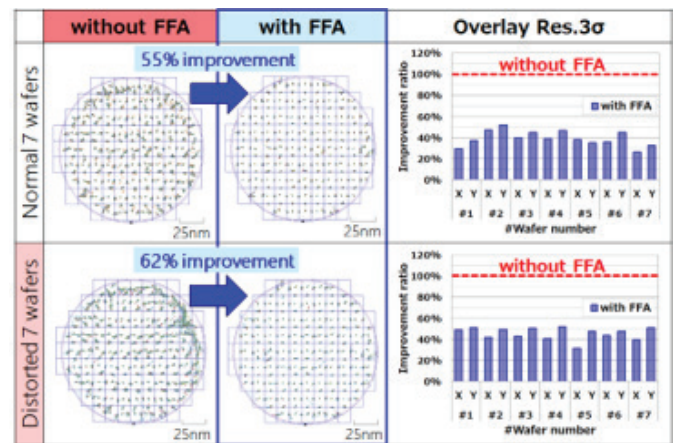 without FFA
with FFA
Overlay Res.3σ
Normal 7 wafers
55% improvement
25nm
25nm
Improvement ratio
120%
100%
80%
60%
40%
20%
0%
without FFA
with FFA
X Y X Y X Y X Y X Y X Y X Y
#1 #2 #3 #4 #5 #6 #7
#Wafer number
Distorted 7 wafers
62% improvement
25nm
25nm
Improvement ratio
120%
100%
80%
60%
40%
20%
0%
without FFA
with FFA
X Y X Y X Y X Y X Y X Y X Y
#1 #2 #3 #4 #5 #6 #7
#Wafer number